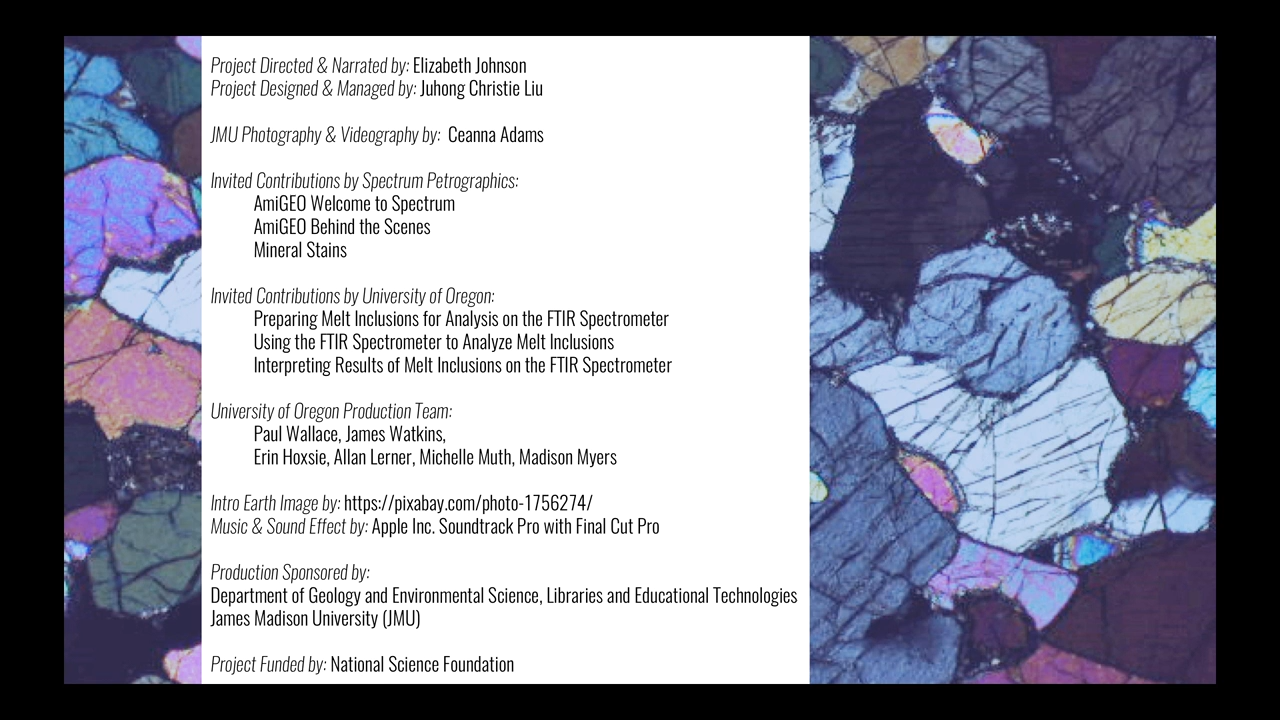 Project Directed & Narrated by: Elizabeth Johnson
Project Designed & Managed by: Juhong Christie Liu
JMU Photography & Videography by: Ceanna Adams
Invited Contributions by Spectrum Petrographics:
AmiGEO Welcome to Spectrum
AmiGEO Behind the Scenes
Mineral Stains
Invited Contributions by University of Oregon:
Preparing Melt Inclusions for Analysis on the FTIR Spectrometer
Using the FTIR Spectrometer to Analyze Melt Inclusions
Interpreting Results of Melt Inclusions on the FTIR Spectrometer
University of Oregon Production Team:
Paul Wallace, James Watkins,
Erin Hoxsie, Allan Lerner, Michelle Muth, Madison Myers
Intro Earth Image by: https://pixabay.com/photo-1756274/
Music & Sound Effect by: Apple Inc. Soundtrack Pro with Final Cut Pro
Production Sponsored by:
Department of Geology and Environmental Science, Libraries and Educational Technologies
James Madison University (JMU)
Project Funded by: National Science Foundation